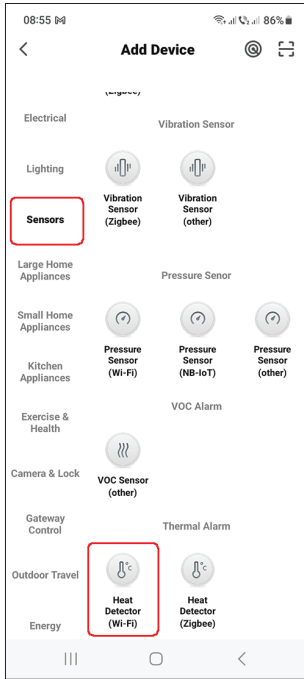 08:55 86%
Add Device
(Zigbee)
Electrical
Vibration Sensor
Lighting
Vibration
Sensor
(Zigbee)
Vibration
Sensor
(other)
Sensors
Large Home
Appliances
Pressure Senor
Small Home
Appliances
Pressure
Sensor
(Wi-Fi)
Pressure
Sensor
(NB-IoT)
Pressure
Sensor
(other)
Kitchen
Appliances
VOC Alarm
Exercise &
Health
VOC Sensor
(other)
Camera & Lock
Gateway
Control
Thermal Alarm
Outdoor Travel
Heat
Detector
(Wi-Fi)
Heat
Detector
(Zigbee)
Energy